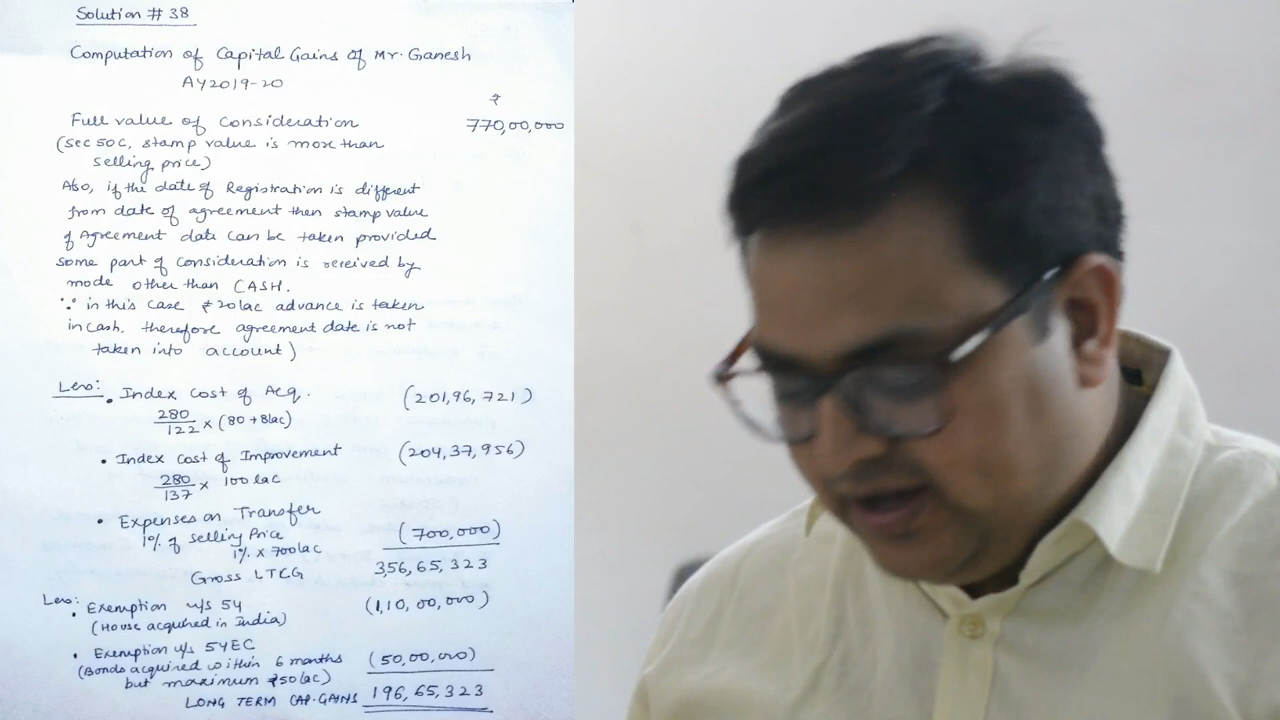 Solution # 38
Computation of Capital Gains of Mr. Ganesh
AY2019-20
₹
Full value of Consideration 770,00,000
(Sec 50C, stamp value is more than
selling price)
Also, if the date of Registration is different
from date of agreement then stamp value
of Agreement date can be taken provided
some part of consideration is received by
mode other than CASH.
∵ in this case ₹20lac advance is taken
in cash. therefore agreement date is not
taken into account)
Less: • Index cost of Acq. (201,96,721)
280/122 × (80 + 8lac)
• Index cost of Improvement (204,37,956)
280/137 × 100 lac
• Expenses on Transfer
1% of selling Price (700,000)
1% × 700lac
Gross LTCG 3,56,65,323
Less: • Exemption u/s 54 (1,10,00,000)
(House acquired in India)
• Exemption u/s 54EC
(Bonds acquired within 6 months (50,00,000)
but maximum ₹50lac)
LONG TERM CAP. GAINS 196,65,323